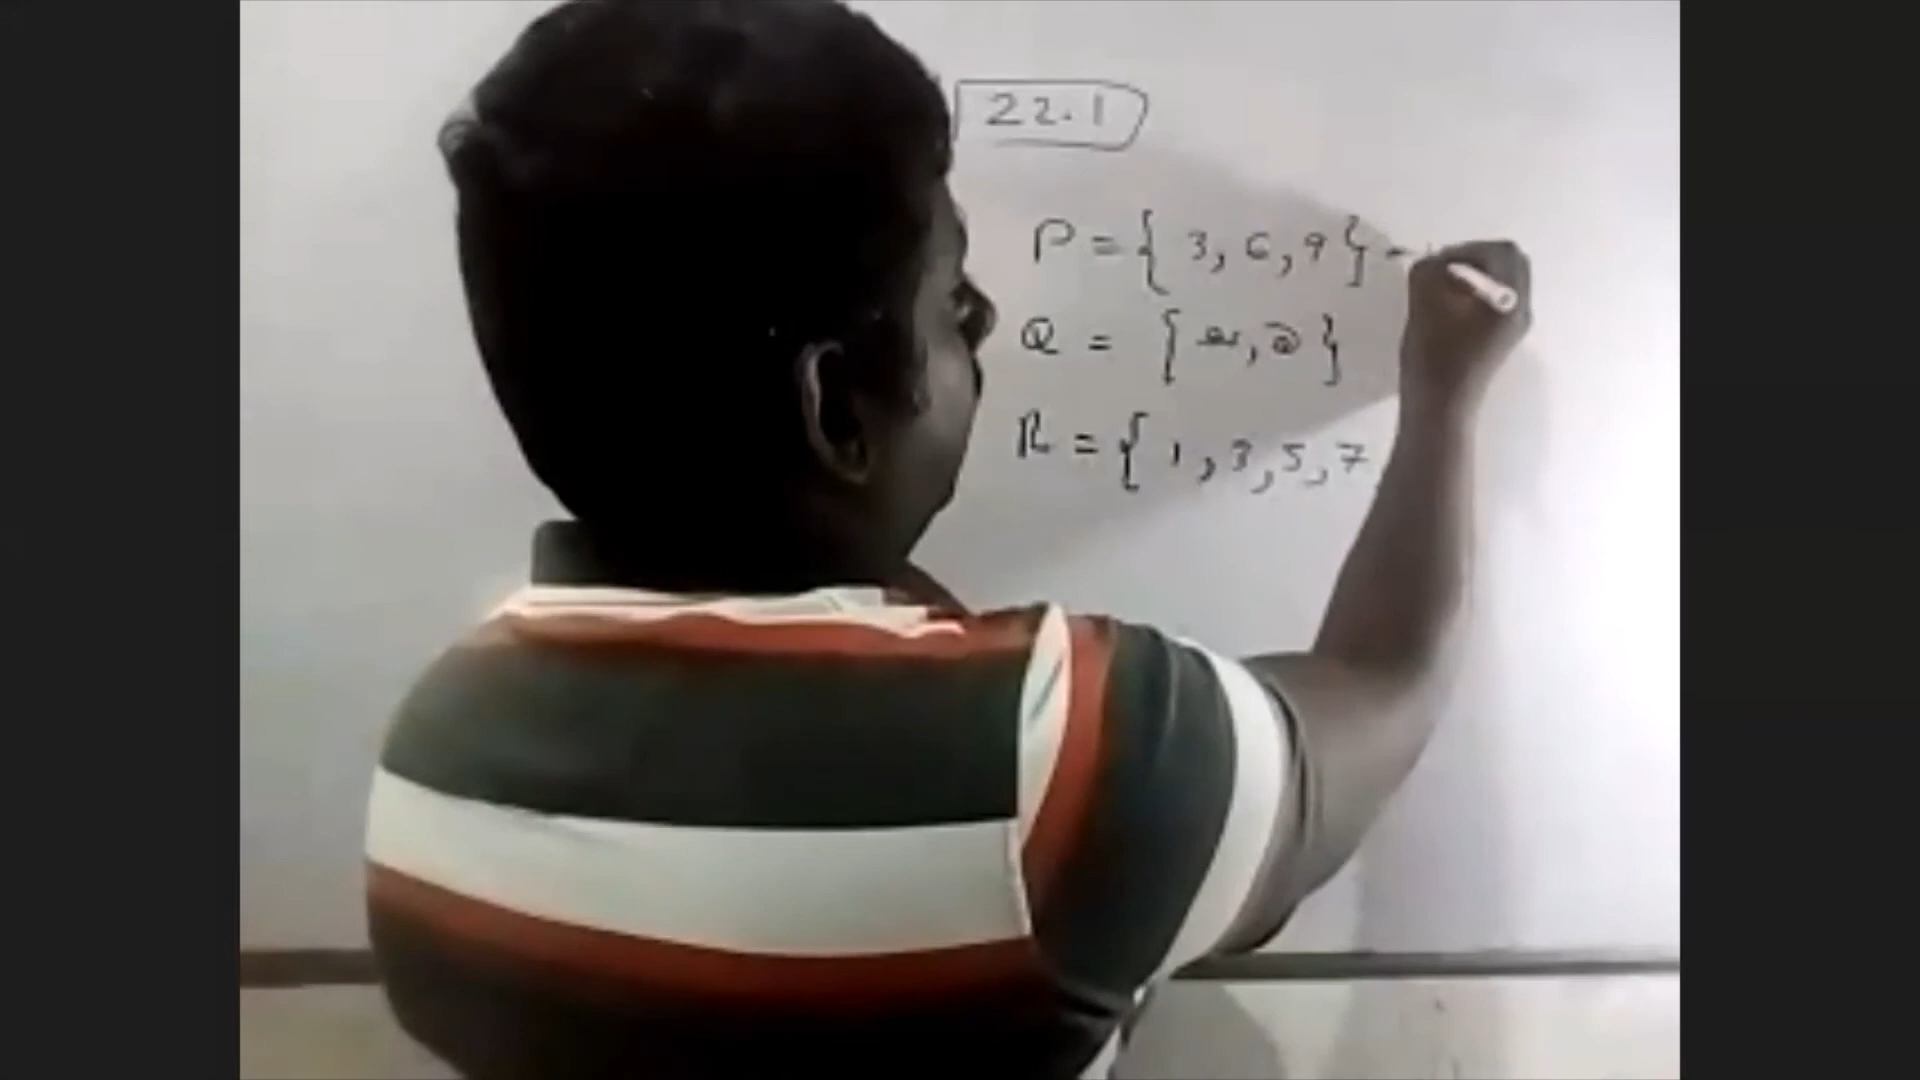 22.1
P = { 3, 6, 9 } -
Q = { , }
R = { 1, 3, 5, 7